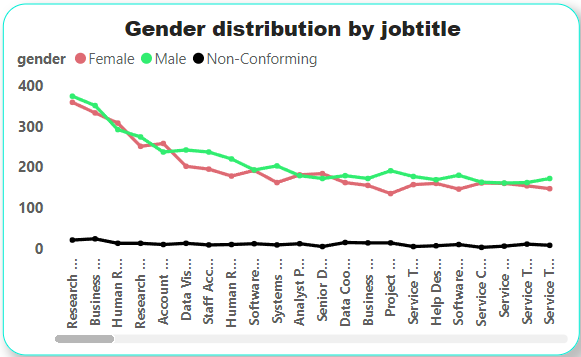 Gender distribution by jobtitle
gender Female Male Non-Conforming
400
300
200
100
0
Research ...
Business ...
Human R...
Research ...
Account ...
Data Vis...
Staff Acc...
Human R...
Software...
Systems ...
Analyst P...
Senior D...
Data Coo...
Business ...
Project ...
Service T...
Help Des...
Software...
Service C...
Service ...
Service T...
Service T...